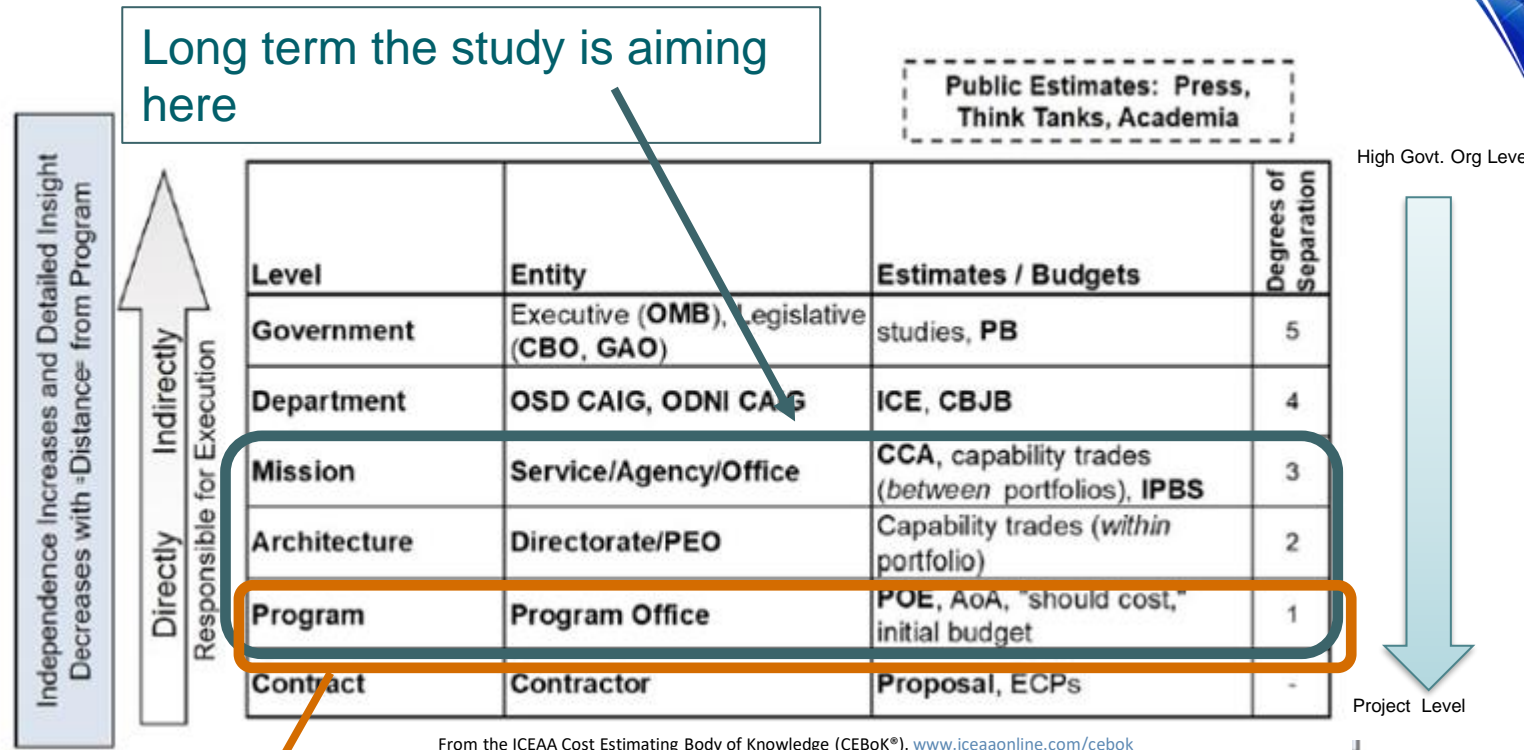 Long term the study is aiming
here
Public Estimates: Press,
Think Tanks, Academia
High Govt. Org Leve
Independence Increases and Detailed Insight
Decreases with "Distance" from Program
Directly Indirectly
Responsible for Execution
Level Entity Estimates / Budgets Degrees of
Separation
Government Executive (OMB), Legislative
(CBO, GAO) studies, PB 5
Department OSD CAIG, ODNI CAIG ICE, CBJB 4
Mission Service/Agency/Office CCA, capability trades
(between portfolios), IPBS 3
Architecture Directorate/PEO Capability trades (within
portfolio) 2
Program Program Office POE, AoA, "should cost,"
initial budget 1
Contract Contractor Proposal, ECPs -
Project Level
From the ICEAA Cost Estimating Body of Knowledge (CEBoK®), www.iceaaonline.com/cebok